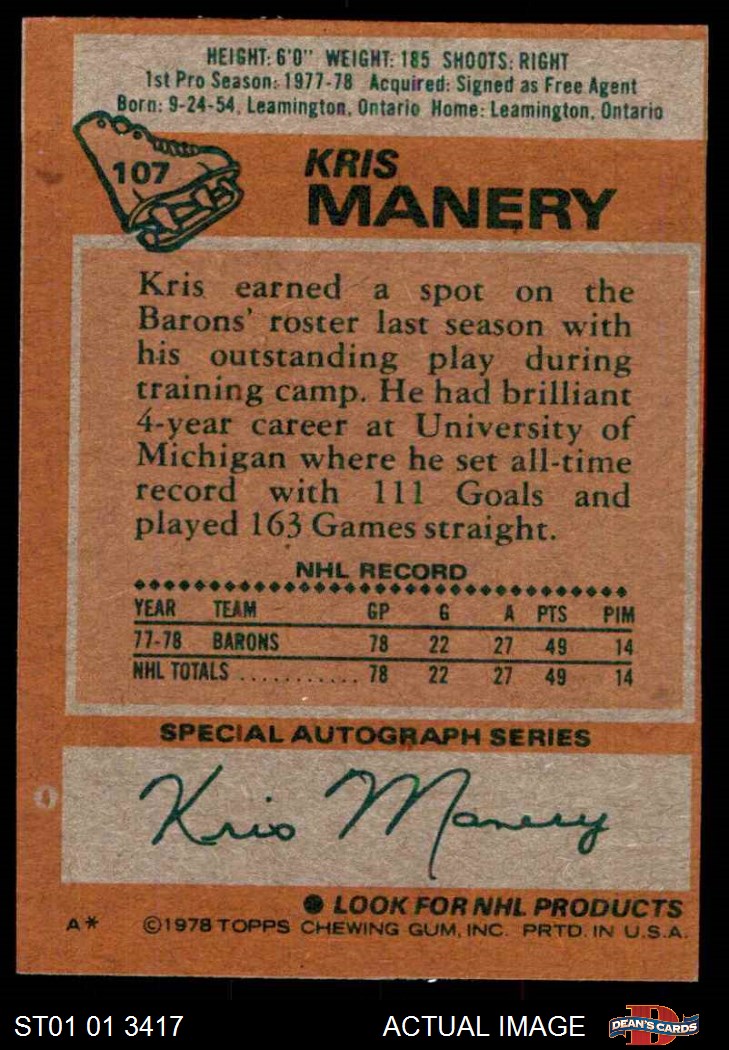 HEIGHT: 6'0" WEIGHT: 185 SHOOTS: RIGHT
1st Pro Season: 1977-78 Acquired: Signed as Free Agent
Born: 9-24-54, Leamington, Ontario Home: Leamington, Ontario
107
KRIS
MANERY
Kris earned a spot on the
Barons' roster last season with
his outstanding play during
training camp. He had brilliant
4-year career at University of
Michigan where he set all-time
record with 111 Goals and
played 163 Games straight.
NHL RECORD
YEAR TEAM GP G A PTS PIM
77-78 BARONS 78 22 27 49 14
NHL TOTALS ........... 78 22 27 49 14
SPECIAL AUTOGRAPH SERIES
Kris Manery
LOOK FOR NHL PRODUCTS
A* ©1978 TOPPS CHEWING GUM, INC. PRTD. IN U.S.A.
ST01 01 3417 ACTUAL IMAGE DEAN'S CARDS